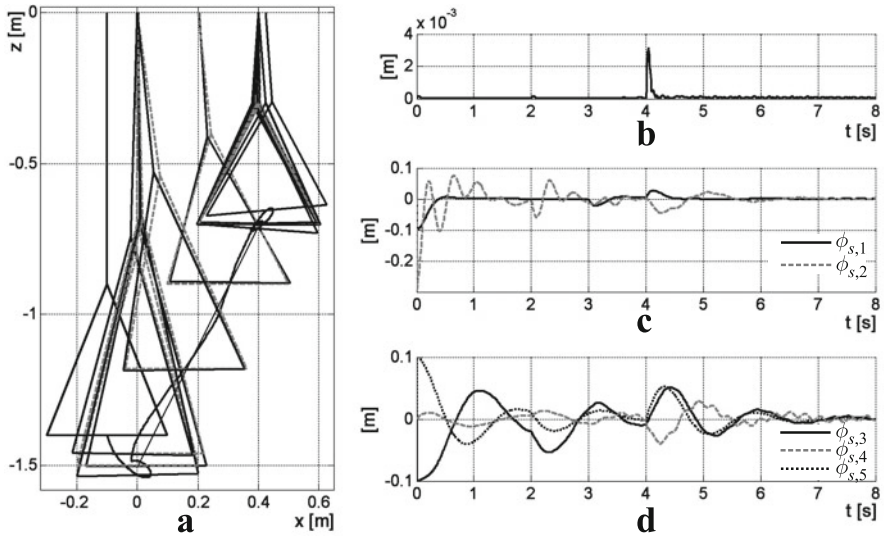 z [m]
0
-0.5
-1
-1.5
-0.2 0 0.2 0.4 0.6
x [m]
a
x 10⁻³
4
2
0
[m]
0 1 2 3 4 5 6 7 8
t [s]
b
0.1
0
-0.1
-0.2
[m]
ϕs,1
ϕs,2
0 1 2 3 4 5 6 7 8
t [s]
c
0.1
0
-0.1
[m]
ϕs,3
ϕs,4
ϕs,5
0 1 2 3 4 5 6 7 8
t [s]
d